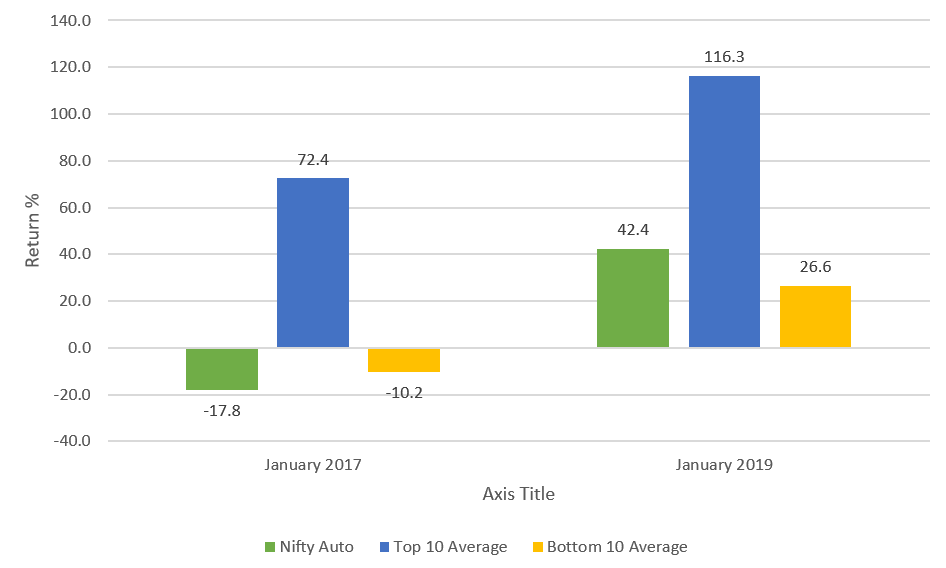 140.0
120.0
100.0
80.0
60.0
40.0
20.0
0.0
-20.0
-40.0
Return %
-17.8
72.4
-10.2
42.4
116.3
26.6
January 2017
January 2019
Axis Title
Nifty Auto
Top 10 Average
Bottom 10 Average